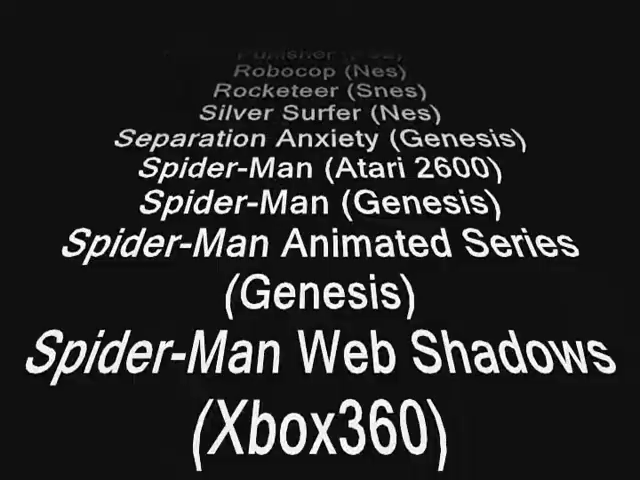 Punisher
Robocop (Nes)
Rocketeer (Snes)
Silver Surfer (Nes)
Separation Anxiety (Genesis)
Spider-Man (Atari 2600)
Spider-Man (Genesis)
Spider-Man Animated Series
(Genesis)
Spider-Man Web Shadows
(Xbox360)